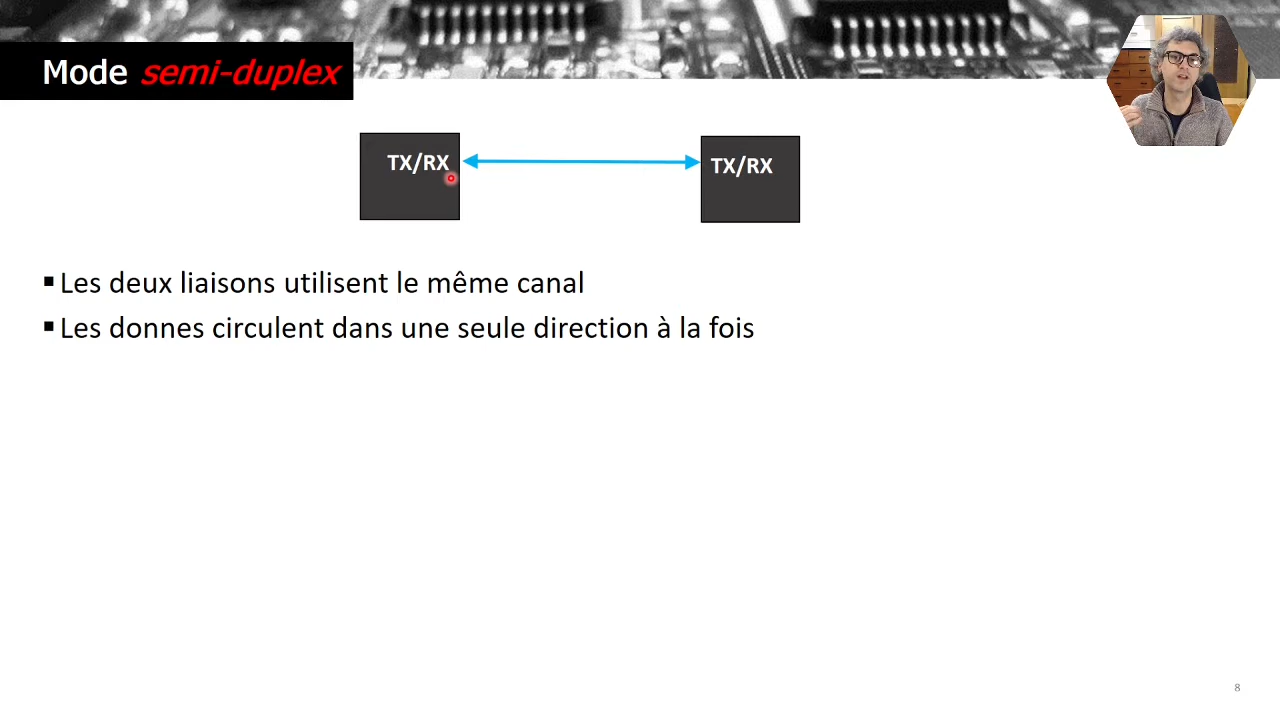 Mode semi-duplex
TX/RX
TX/RX
Les deux liaisons utilisent le même canal
Les donnes circulent dans une seule direction à la fois
8